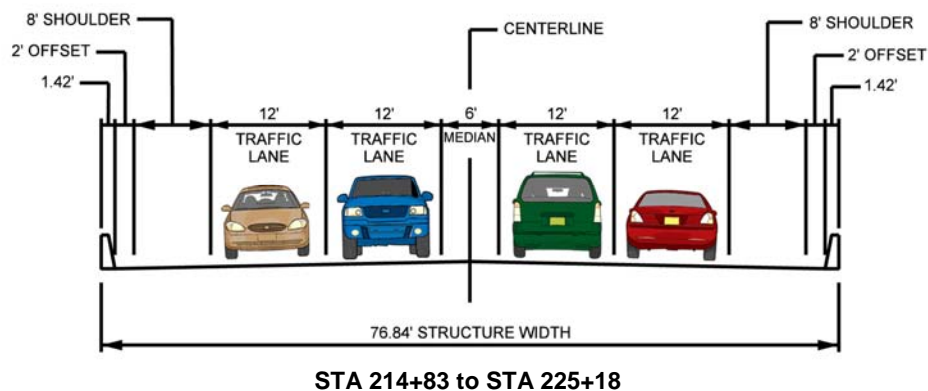 8' SHOULDER
2' OFFSET
1.42'
CENTERLINE
8' SHOULDER
2' OFFSET
1.42'
12'
12'
6'
12'
12'
TRAFFIC
LANE
TRAFFIC
LANE
MEDIAN
TRAFFIC
LANE
TRAFFIC
LANE
76.84' STRUCTURE WIDTH
STA 214+83 to STA 225+18